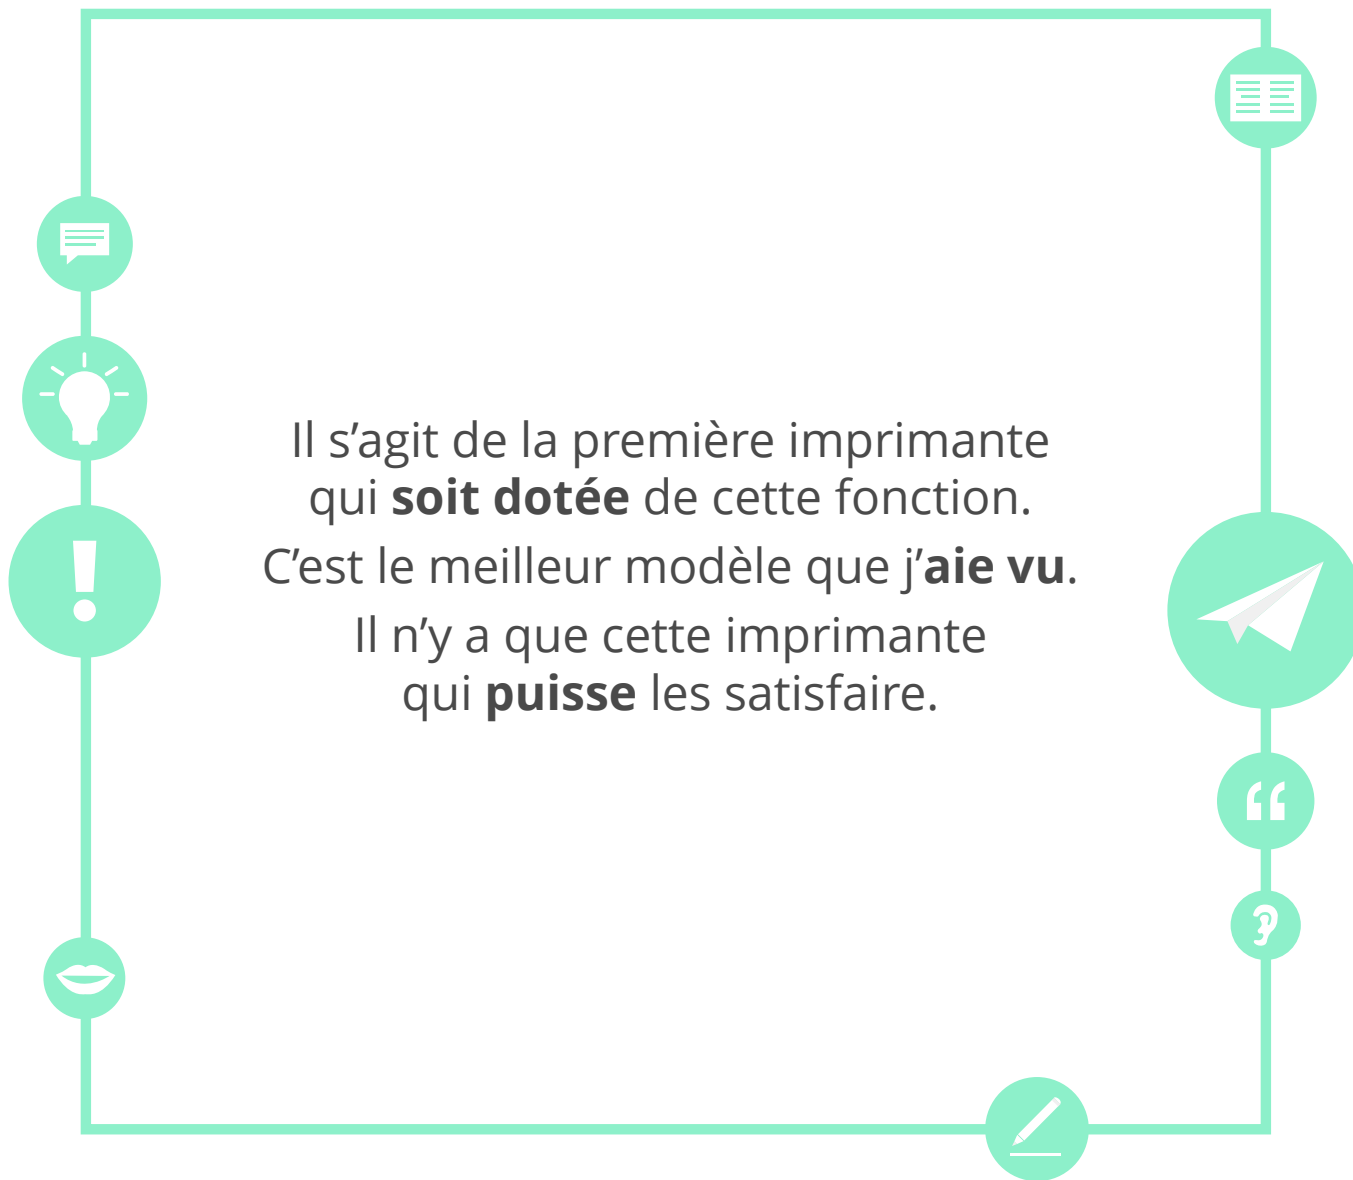 Il s’agit de la première imprimante
qui soit dotée de cette fonction.
C’est le meilleur modèle que j’aie vu.
Il n’y a que cette imprimante
qui puisse les satisfaire.